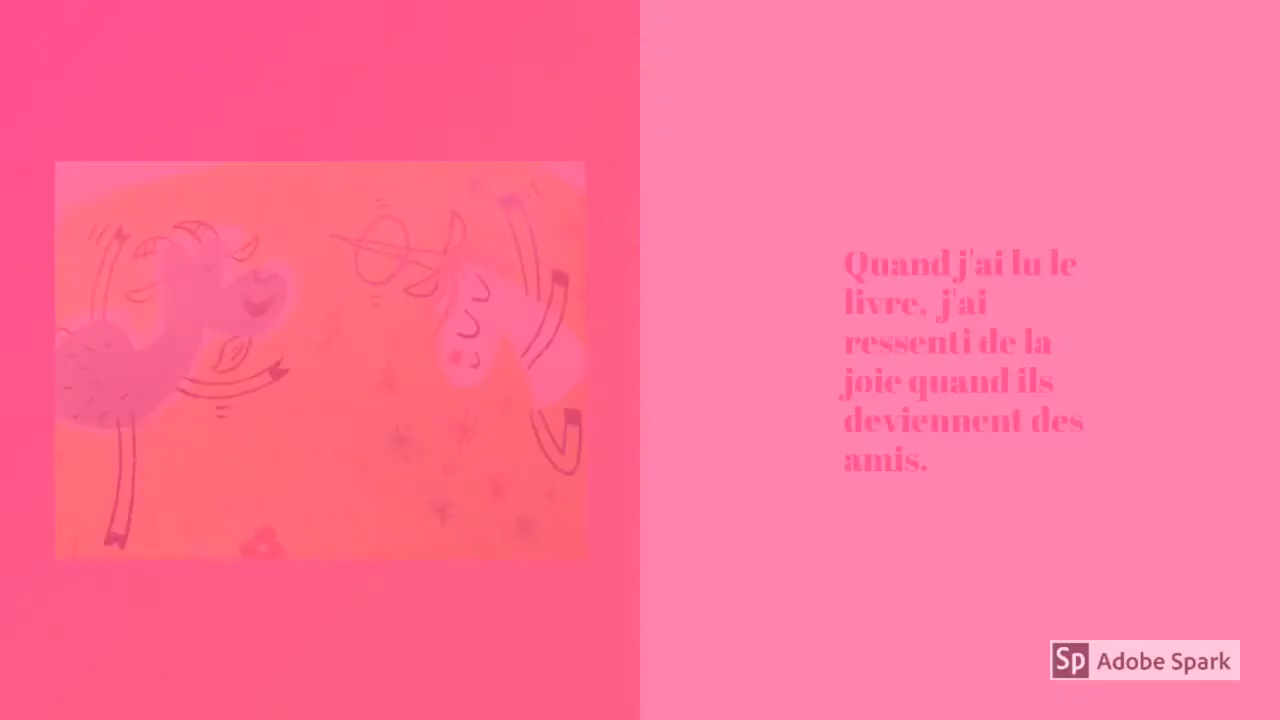 Quand j'ai lu le
livre, j'ai
ressenti de la
joie quand ils
deviennent des
amis.
Sp Adobe Spark